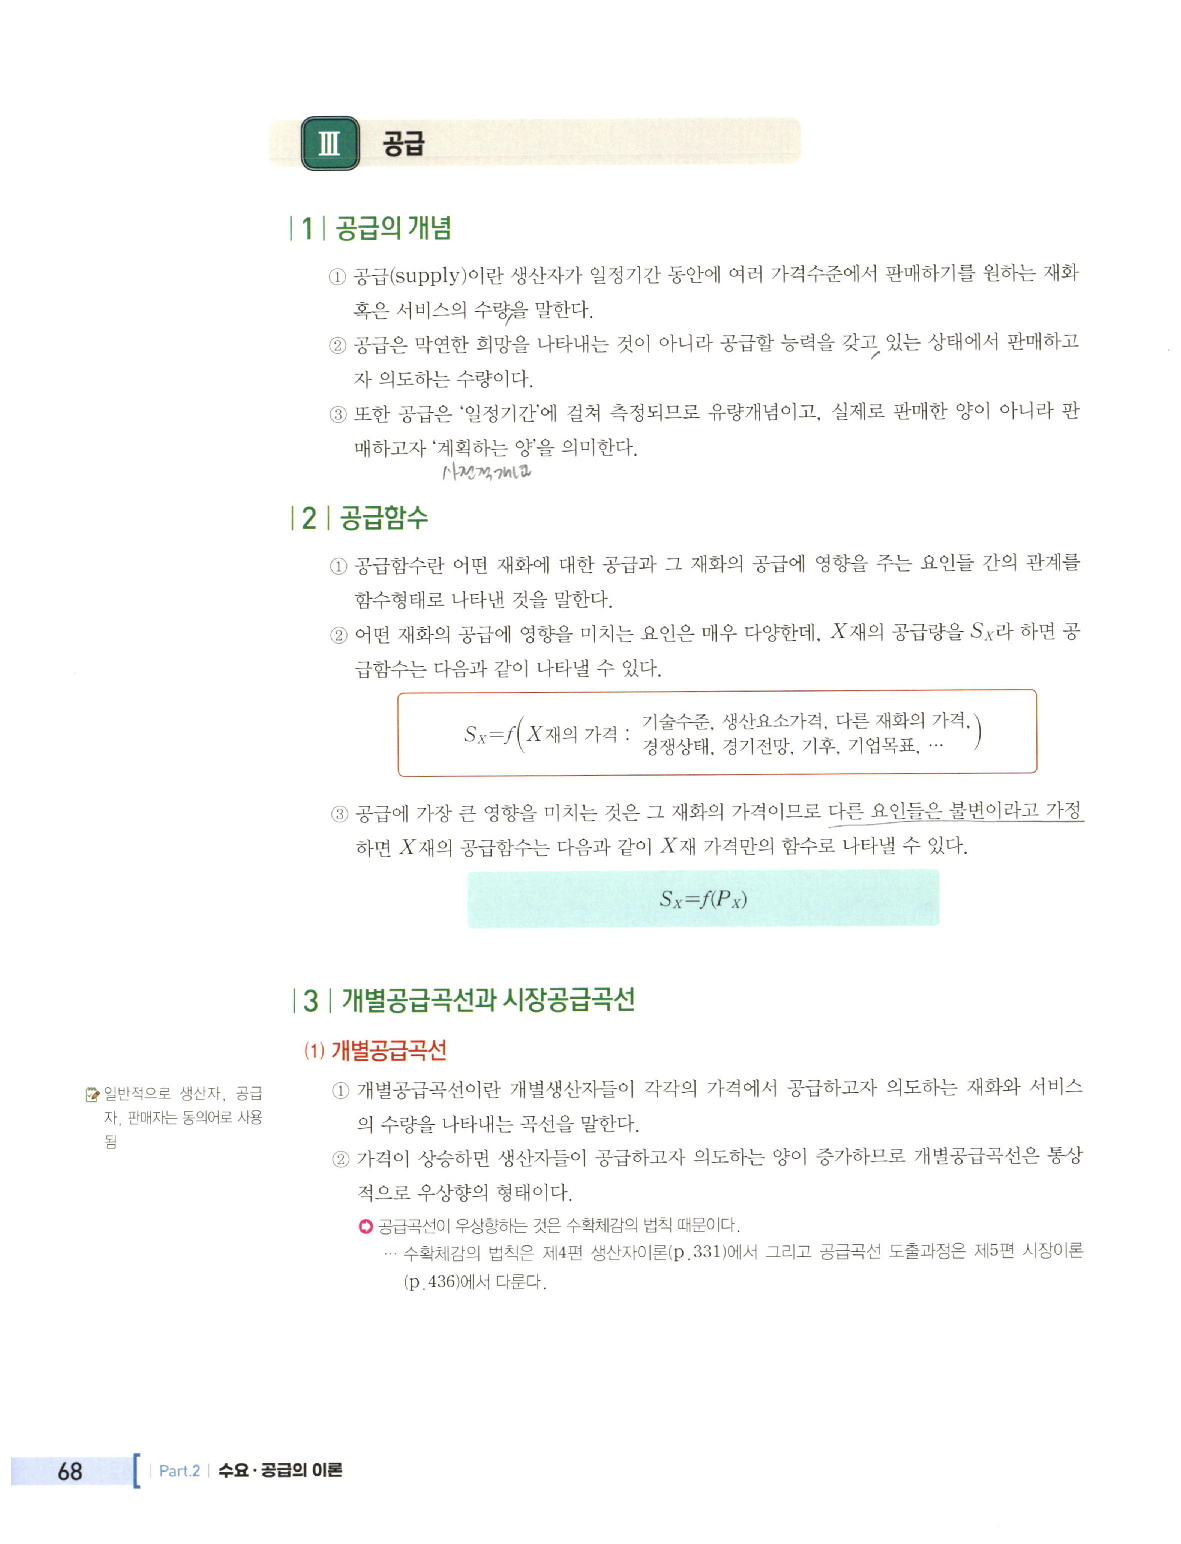 Ⅲ 공급
1 공급의 개념
① 공급(supply)이란 생산자가 일정기간 동안에 여러 가격수준에서 판매하기를 원하는 재화
혹은 서비스의 수량을 말한다.
② 공급은 막연한 희망을 나타내는 것이 아니라 공급할 능력을 갖고 있는 상태에서 판매하고
자 의도하는 수량이다.
③ 또한 공급은 ‘일정기간’에 걸쳐 측정되므로 유량개념이고, 실제로 판매한 양이 아니라 판
매하고자 ‘계획하는 양’을 의미한다.
2 공급함수
① 공급함수란 어떤 재화에 대한 공급과 그 재화의 공급에 영향을 주는 요인들 간의 관계를
함수형태로 나타낸 것을 말한다.
② 어떤 재화의 공급에 영향을 미치는 요인은 매우 다양한데, X재의 공급량을 S_X라 하면 공
급함수는 다음과 같이 나타낼 수 있다.
S_X=f(X재의 가격 : 기술수준, 생산요소가격, 다른 재화의 가격,
경쟁상태, 경기전망, 기후, 기업목표, …)
③ 공급에 가장 큰 영향을 미치는 것은 그 재화의 가격이므로 다른 요인들은 불변이라고 가정
하면 X재의 공급함수는 다음과 같이 X재 가격만의 함수로 나타낼 수 있다.
S_X=f(P_X)
3 개별공급곡선과 시장공급곡선
(1) 개별공급곡선
일반적으로 생산자, 공급
자, 판매자는 동의어로 사용
됨
① 개별공급곡선이란 개별생산자들이 각각의 가격에서 공급하고자 의도하는 재화와 서비스
의 수량을 나타내는 곡선을 말한다.
② 가격이 상승하면 생산자들이 공급하고자 의도하는 양이 증가하므로 개별공급곡선은 통상
적으로 우상향의 형태이다.
공급곡선이 우상향하는 것은 수확체감의 법칙 때문이다.
… 수확체감의 법칙은 제4편 생산자이론(p.331)에서 그리고 공급곡선 도출과정은 제5편 시장이론
(p.436)에서 다룬다.
68 Part.2 수요·공급의 이론